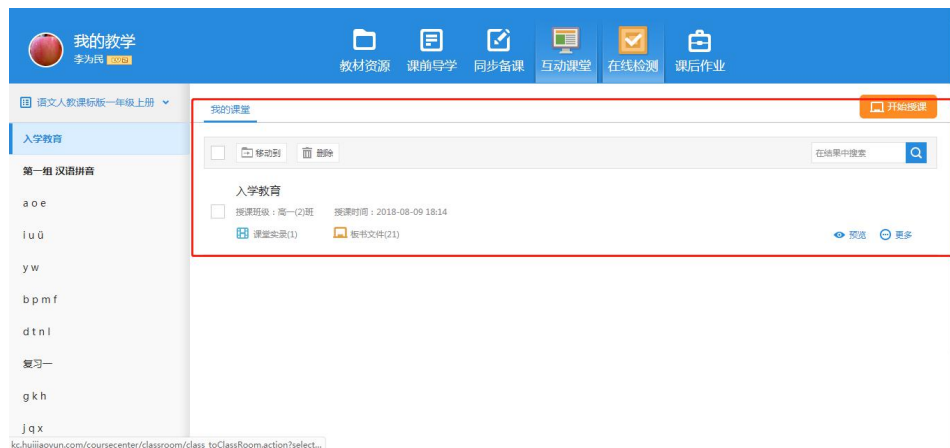 我的教学
李为民
教材资源 课前导学 同步备课 互动课堂 在线检测 课后作业
语文人教课标版一年级上册
入学教育
第一组 汉语拼音
a o e
i u ü
y w
b p m f
d t n l
复习一
g k h
j q x
我的课堂
开始授课
移动到 删除
在结果中搜索
入学教育
授课班级：高一(2)班 授课时间：2018-08-09 18:14
课堂实录(1) 板书文件(21)
预览 更多
kc.huijiaoyun.com/coursecenter/classroom/class_toClassRoom.action?select...